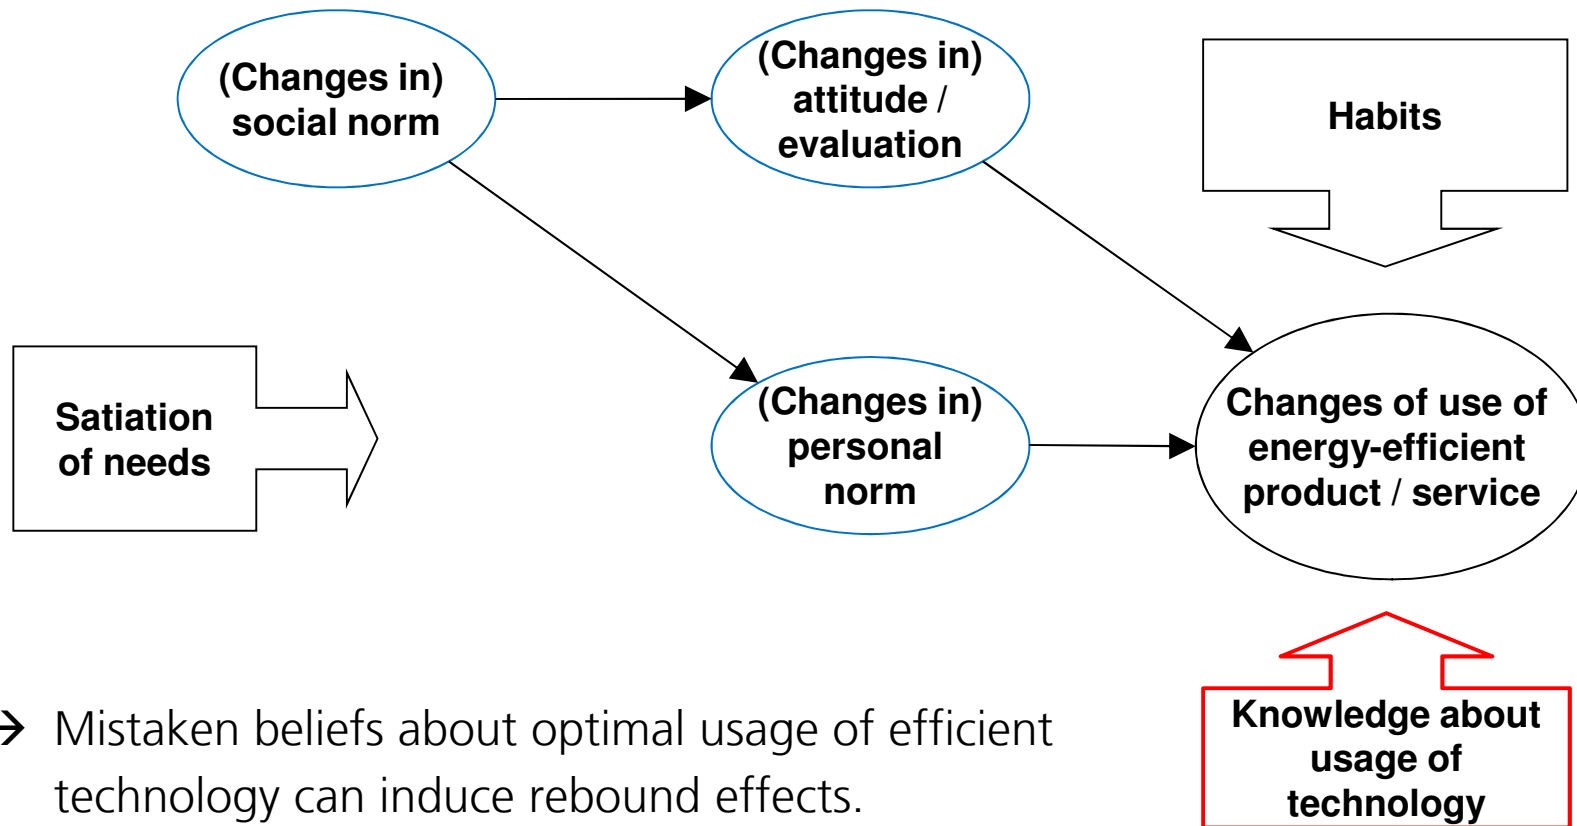 (Changes in)
social norm
(Changes in)
attitude /
evaluation
Habits
Satiation
of needs
(Changes in)
personal
norm
Changes of use of
energy-efficient
product / service
→ Mistaken beliefs about optimal usage of efficient
technology can induce rebound effects.
Knowledge about
usage of
technology